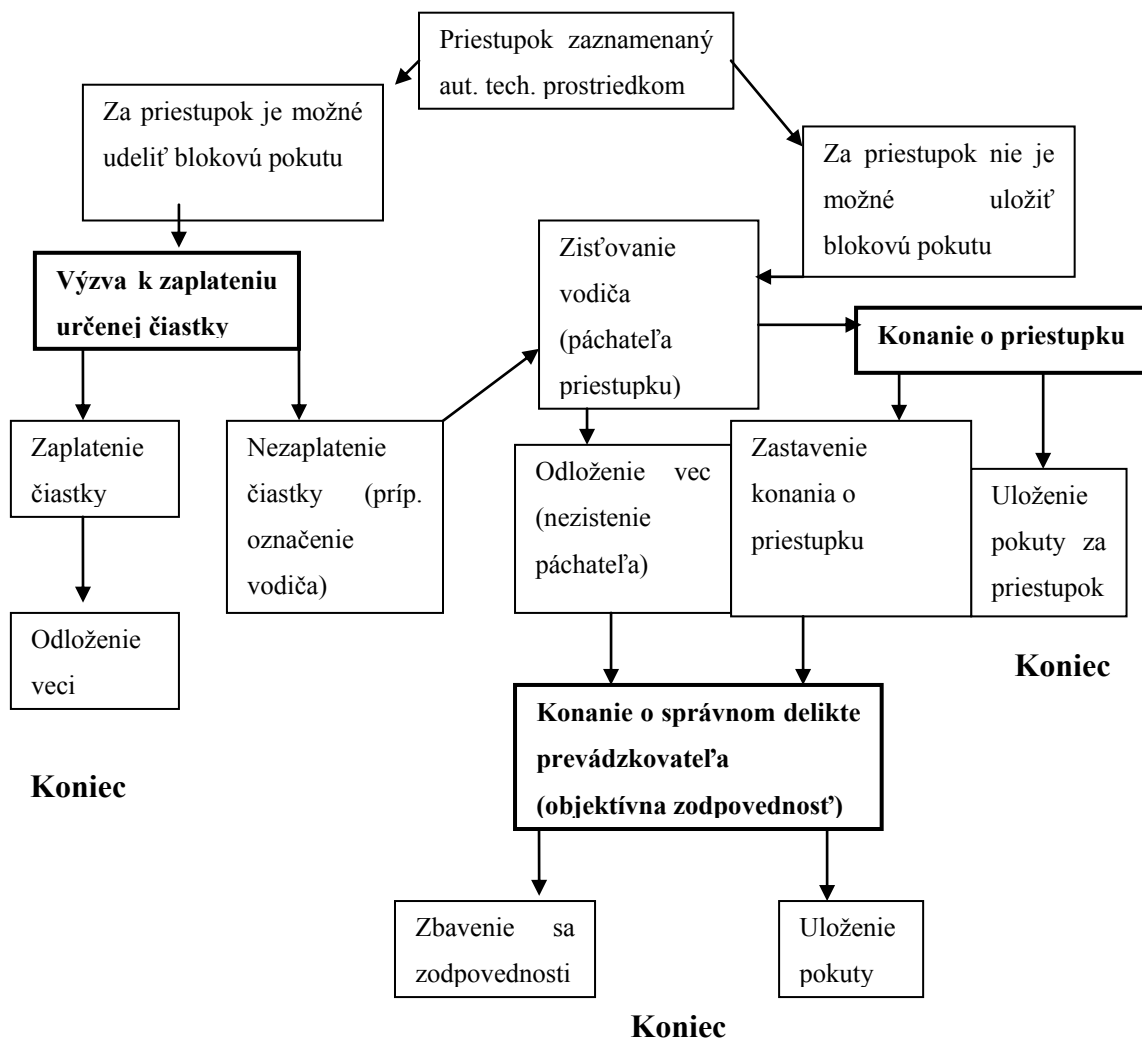 Priestupok zaznamenaný
aut. tech. prostriedkom
Za priestupok je možné
udeliť blokovú pokutu
Za priestupok nie je
možné uložiť
blokovú pokutu
Výzva k zaplateniu
určenej čiastky
Zisťovanie
vodiča
(páchateľa
priestupku)
Konanie o priestupku
Zaplatenie
čiastky
Nezaplatenie
čiastky (príp.
označenie
vodiča)
Odloženie vec
(nezistenie
páchateľa)
Zastavenie
konania o
priestupku
Uloženie
pokuty za
priestupok
Odloženie
veci
Koniec
Konanie o správnom delikte
prevádzkovateľa
(objektívna zodpovednosť)
Koniec
Zbavenie sa
zodpovednosti
Uloženie
pokuty
Koniec